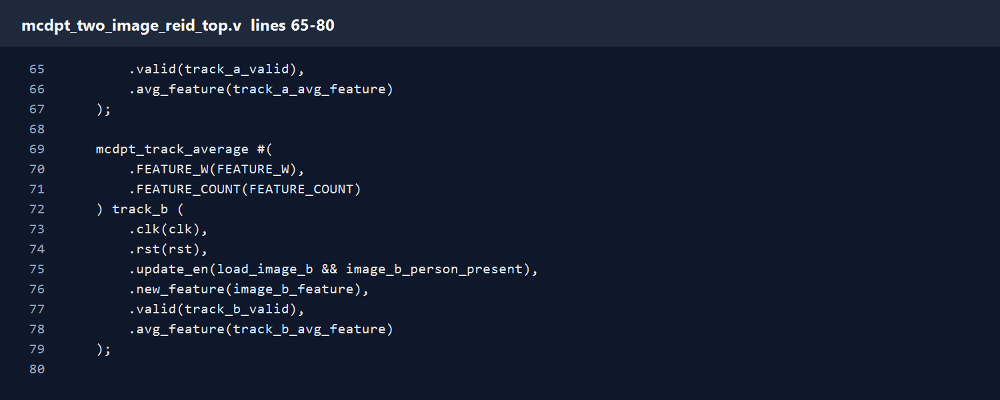 mcdpt_two_image_reid_top.v  lines 65-80
65          .valid(track_a_valid),
66          .avg_feature(track_a_avg_feature)
67      );
68
69      mcdpt_track_average #(
70          .FEATURE_W(FEATURE_W),
71          .FEATURE_COUNT(FEATURE_COUNT)
72      ) track_b (
73          .clk(clk),
74          .rst(rst),
75          .update_en(load_image_b && image_b_person_present),
76          .new_feature(image_b_feature),
77          .valid(track_b_valid),
78          .avg_feature(track_b_avg_feature)
79      );
80